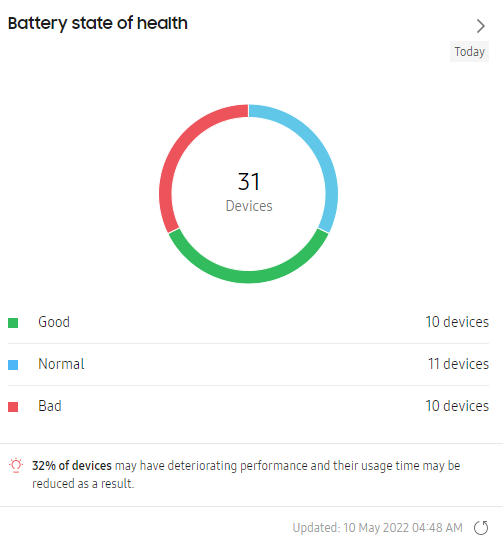 Battery state of health
Today
31
Devices
Good 10 devices
Normal 11 devices
Bad 10 devices
32% of devices may have deteriorating performance and their usage time may be
reduced as a result.
Updated: 10 May 2022 04:48 AM